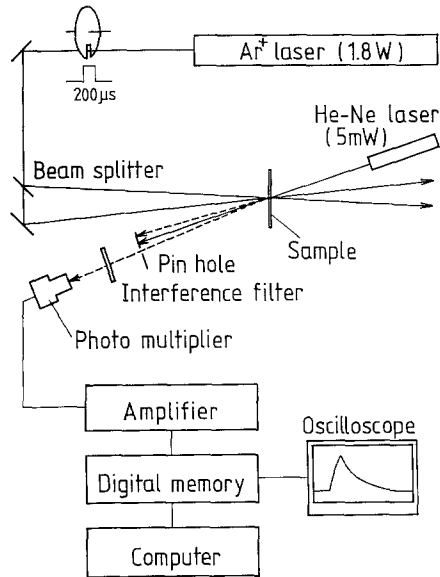 Ar+ laser (1.8W)
200μs
He-Ne laser
(5mW)
Beam splitter
Sample
Pin hole
Interference filter
Photo multiplier
Amplifier
Oscilloscope
Digital memory
Computer